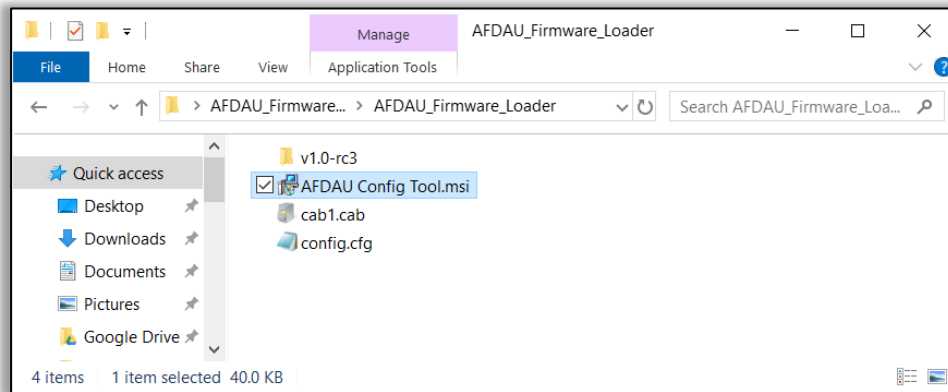 Manage AFDAU_Firmware_Loader
File Home Share View Application Tools
AFDAU_Firmware... > AFDAU_Firmware_Loader Search AFDAU_Firmware_Loa...
Quick access
Desktop
Downloads
Documents
Pictures
Google Drive
v1.0-rc3
AFDAU Config Tool.msi
cab1.cab
config.cfg
4 items 1 item selected 40.0 KB